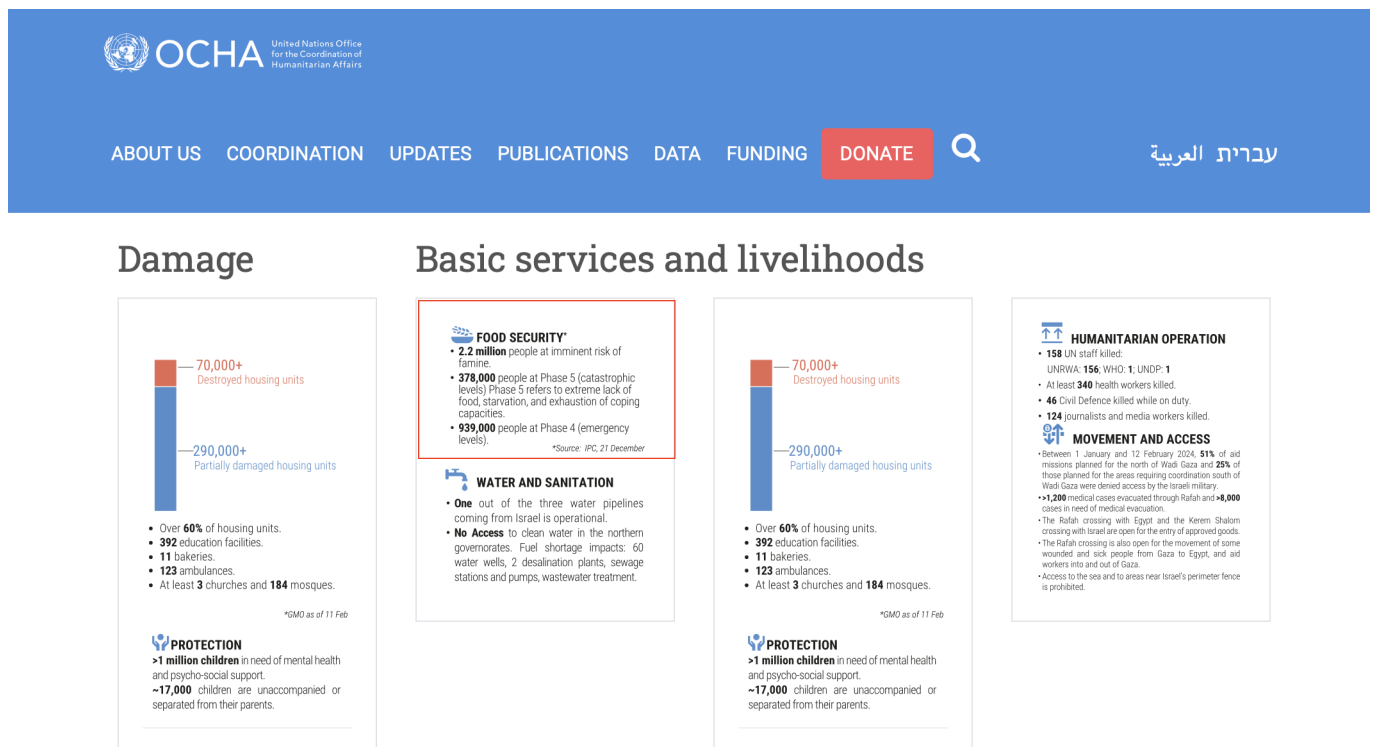 OCHA
United Nations Office
for the Coordination of
Humanitarian Affairs
ABOUT US COORDINATION UPDATES PUBLICATIONS DATA FUNDING DONATE עברית العربية
Damage
70,000+
Destroyed housing units
290,000+
Partially damaged housing units
• Over 60% of housing units.
• 392 education facilities.
• 11 bakeries.
• 123 ambulances.
• At least 3 churches and 184 mosques.
*GMO as of 11 Feb
PROTECTION
>1 million children in need of mental health
and psycho-social support.
~17,000 children are unaccompanied or
separated from their parents.
Basic services and livelihoods
FOOD SECURITY*
• 2.2 million people at imminent risk of
famine.
• 378,000 people at Phase 5 (catastrophic
levels) Phase 5 refers to extreme lack of
food, starvation, and exhaustion of coping
capacities.
• 939,000 people at Phase 4 (emergency
levels).
*Source: IPC, 21 December
WATER AND SANITATION
• One out of the three water pipelines
coming from Israel is operational.
• No Access to clean water in the northern
governorates. Fuel shortage impacts: 60
water wells, 2 desalination plants, sewage
stations and pumps, wastewater treatment.
70,000+
Destroyed housing units
290,000+
Partially damaged housing units
• Over 60% of housing units.
• 392 education facilities.
• 11 bakeries.
• 123 ambulances.
• At least 3 churches and 184 mosques.
*GMO as of 11 Feb
PROTECTION
>1 million children in need of mental health
and psycho-social support.
~17,000 children are unaccompanied or
separated from their parents.
HUMANITARIAN OPERATION
• 158 UN staff killed:
UNRWA: 156; WHO: 1; UNDP: 1
• At least 340 health workers killed.
• 46 Civil Defence killed while on duty.
• 124 journalists and media workers killed.
MOVEMENT AND ACCESS
• Between 1 January and 12 February 2024, 51% of aid
missions planned for the north of Wadi Gaza and 25% of
those planned for the areas requiring coordination south of
Wadi Gaza were denied access by the Israeli military.
• >1,200 medical cases evacuated through Rafah and >8,000
cases in need of medical evacuation.
• The Rafah crossing with Egypt and the Kerem Shalom
crossing with Israel are open for the entry of approved goods.
• The Rafah crossing is also open for the movement of some
wounded and sick people from Gaza to Egypt, and aid
workers into and out of Gaza.
• Access to the sea and to areas near Israel's perimeter fence
is prohibited.